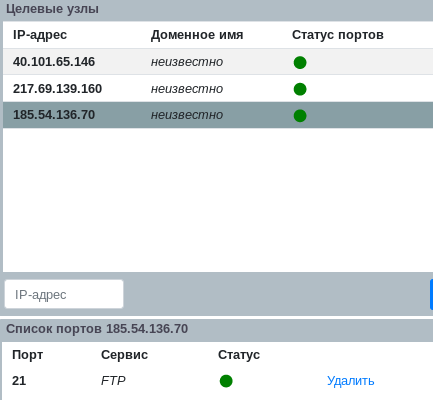 Целевые узлы
IP-адрес Доменное имя Статус портов
40.101.65.146 неизвестно
217.69.139.160 неизвестно
185.54.136.70 неизвестно
IP-адрес
Список портов 185.54.136.70
Порт Сервис Статус
21 FTP Удалить